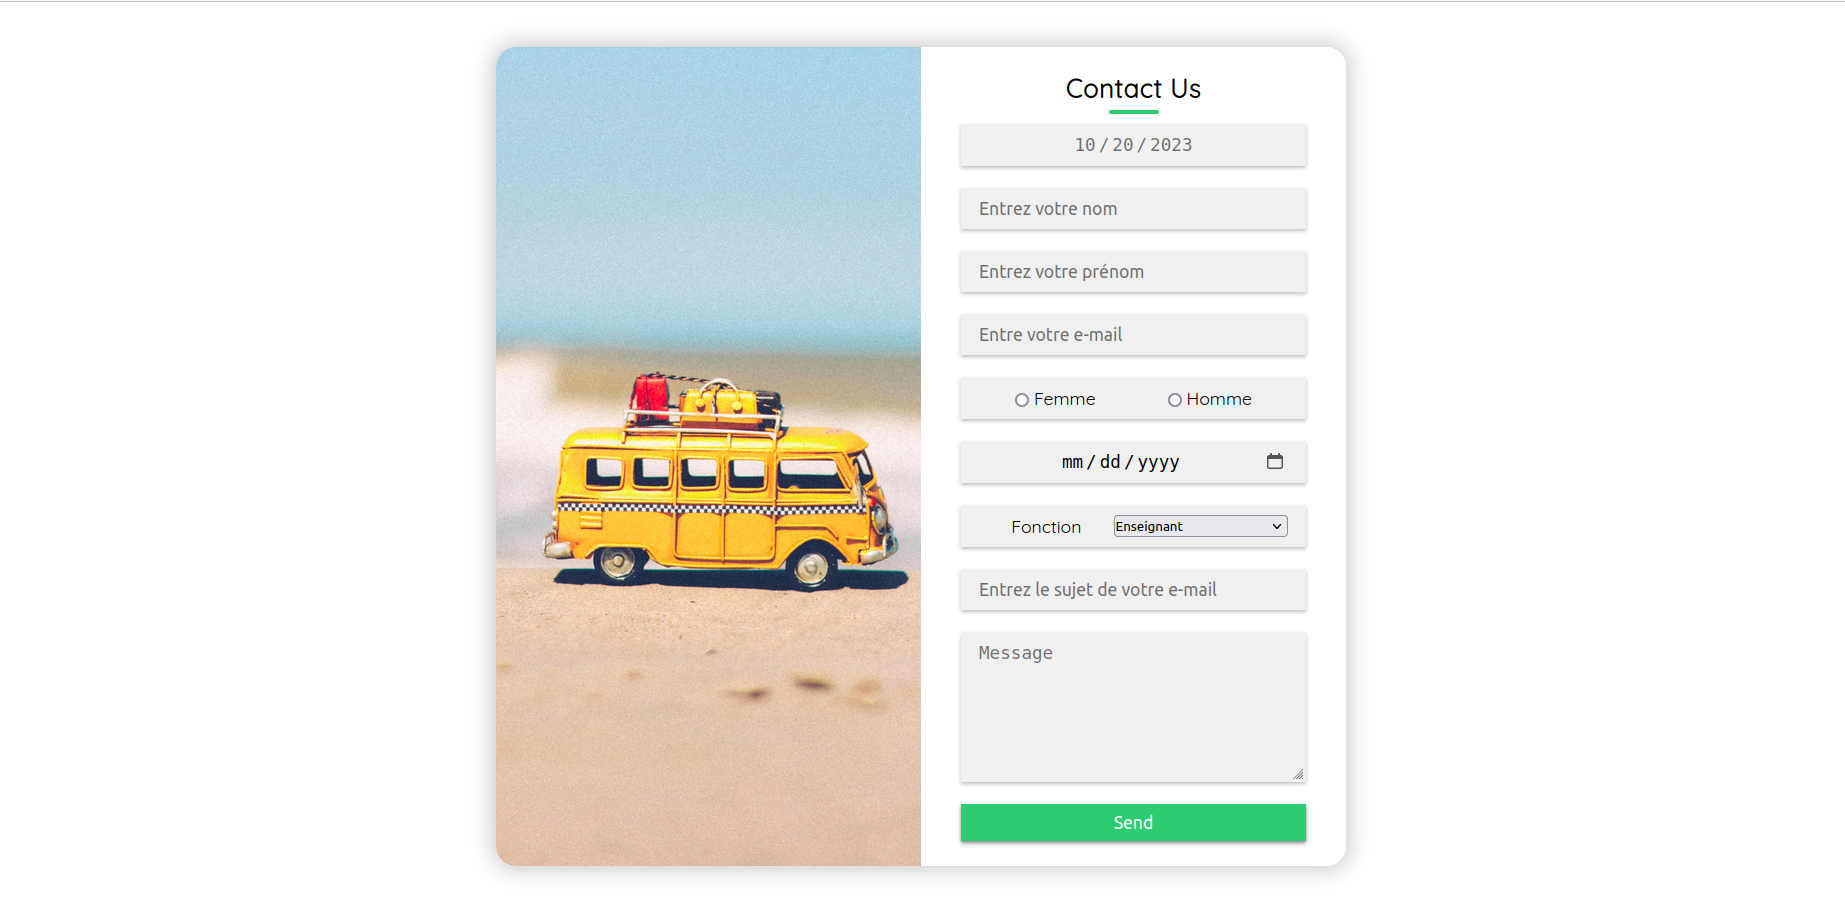 Contact Us
10 / 20 / 2023
Entrez votre nom
Entrez votre prénom
Entre votre e-mail
Femme Homme
mm / dd / yyyy
Fonction Enseignant
Entrez le sujet de votre e-mail
Message
Send